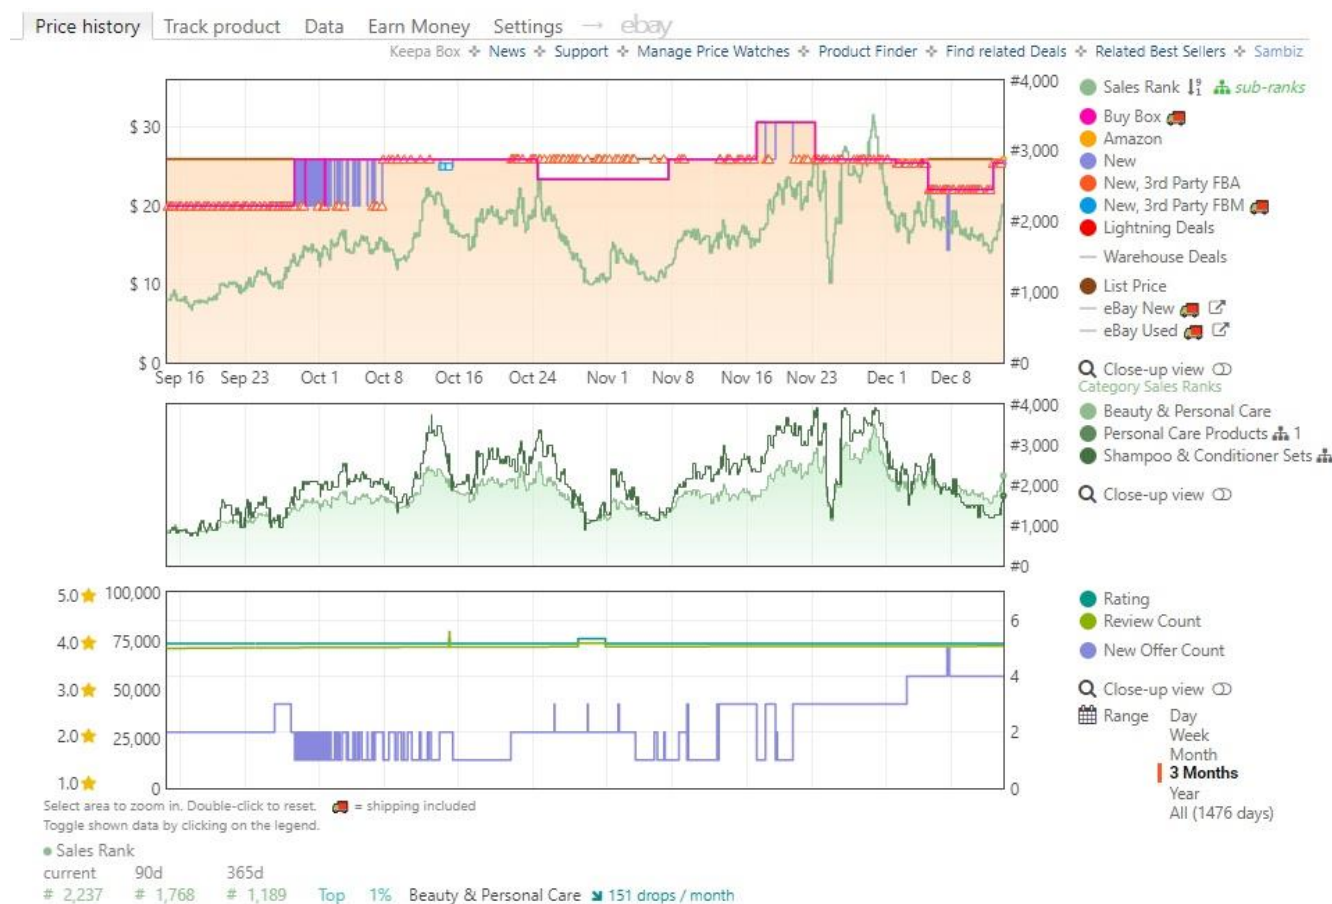 Price history Track product Data Earn Money Settings → ebay
Keepa Box ✧ News ✧ Support ✧ Manage Price Watches ✧ Product Finder ✧ Find related Deals ✧ Related Best Sellers ✧ Sambiz
$ 30
$ 20
$ 10
$ 0
#4,000
#3,000
#2,000
#1,000
#0
Sep 16 Sep 23 Oct 1 Oct 8 Oct 16 Oct 24 Nov 1 Nov 8 Nov 16 Nov 23 Dec 1 Dec 8
Sales Rank sub-ranks
Buy Box
Amazon
New
New, 3rd Party FBA
New, 3rd Party FBM
Lightning Deals
Warehouse Deals
List Price
eBay New
eBay Used
Close-up view
Category Sales Ranks
#4,000
#3,000
#2,000
#1,000
#0
Beauty & Personal Care
Personal Care Products 1
Shampoo & Conditioner Sets
Close-up view
5.0 100,000
4.0 75,000
3.0 50,000
2.0 25,000
1.0 0
6
4
2
0
Rating
Review Count
New Offer Count
Close-up view
Range Day
Week
Month
3 Months
Year
All (1476 days)
Select area to zoom in. Double-click to reset. = shipping included
Toggle shown data by clicking on the legend.
Sales Rank
current 90d 365d
# 2,237 # 1,768 # 1,189 Top 1% Beauty & Personal Care 151 drops / month